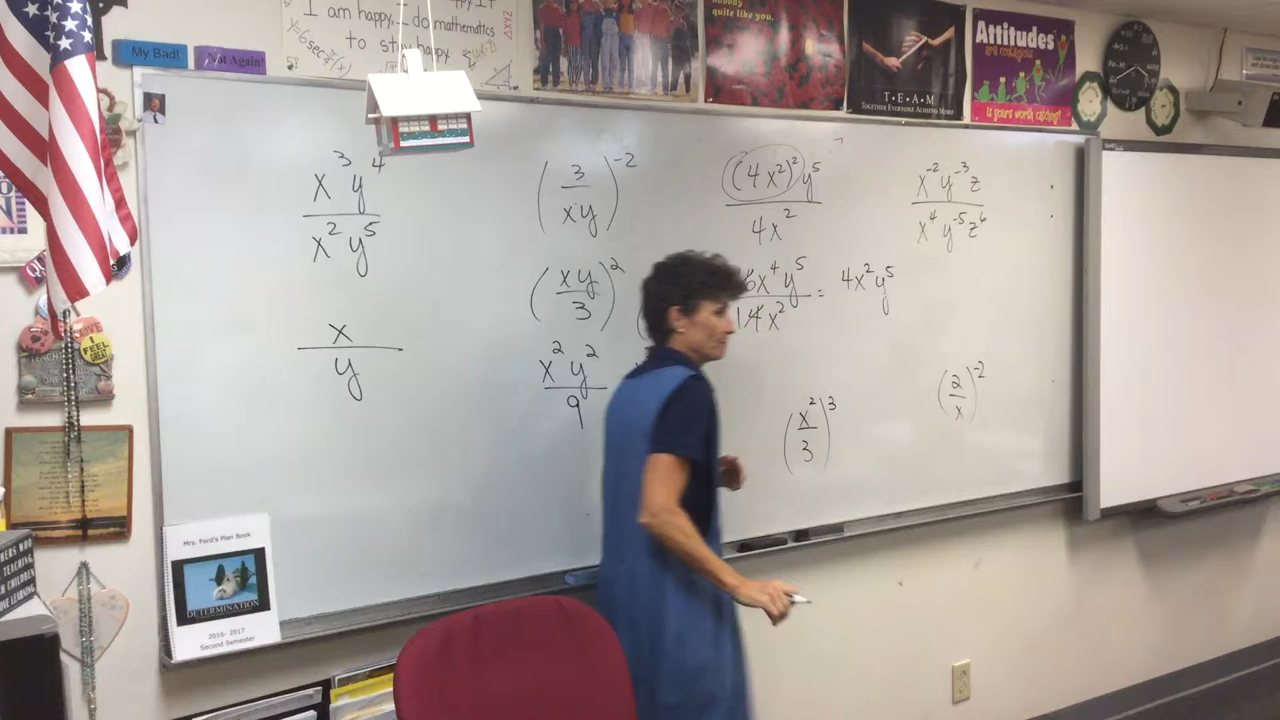 I am happy, I do mathematics
to stay happy
My Bad!
Not Again!
nobody
quite like you.
T·E·A·M
TOGETHER EVERYONE ACHIEVES MORE
Attitudes
are contagious
Is yours worth catching?
x³y⁴
x²y⁵
x
y
(3/xy)⁻²
(xy/3)²
x²y²
9
(4x²)²y⁵
4x²
6x⁴y⁵
14x²
= 4x²y⁵
(x²/3)³
x⁻²y⁻³z
x⁴y⁻⁵z⁶
(2/x)⁻²
I FEEL
GREAT
Mrs. Ford's Plan Book
DETERMINATION
2016-2017
Second Semester